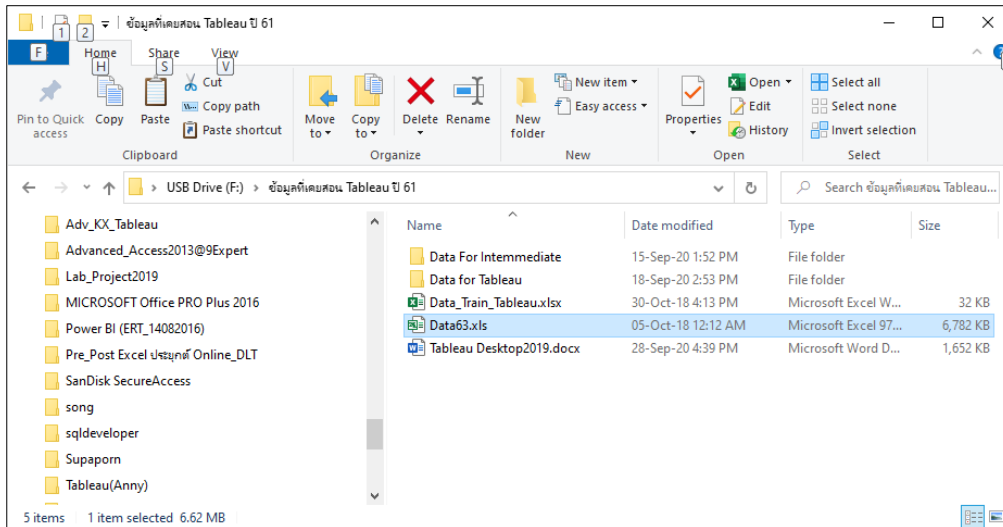 ข้อมูลที่เคยสอน Tableau ปี 61
1 2
F Home Share View
H S V
Pin to Quick access
Copy
Paste
Cut
Copy path
Paste shortcut
Clipboard
Move to
Copy to
Delete
Rename
Organize
New folder
New item
Easy access
New
Properties
Open
Edit
History
Open
Select all
Select none
Invert selection
Select
USB Drive (F:) › ข้อมูลที่เคยสอน Tableau ปี 61
Search ข้อมูลที่เคยสอน Tableau...
Adv_KX_Tableau
Advanced_Access2013@9Expert
Lab_Project2019
MICROSOFT Office PRO Plus 2016
Power BI (ERT_14082016)
Pre_Post Excel ประยุกต์ Online_DLT
SanDisk SecureAccess
song
sqldeveloper
Supaporn
Tableau(Anny)
Name Date modified Type Size
Data For Intemmediate 15-Sep-20 1:52 PM File folder
Data for Tableau 18-Sep-20 2:53 PM File folder
Data_Train_Tableau.xlsx 30-Oct-18 4:13 PM Microsoft Excel W... 32 KB
Data63.xls 05-Oct-18 12:12 AM Microsoft Excel 97... 6,782 KB
Tableau Desktop2019.docx 28-Sep-20 4:39 PM Microsoft Word D... 1,652 KB
5 items 1 item selected 6.62 MB